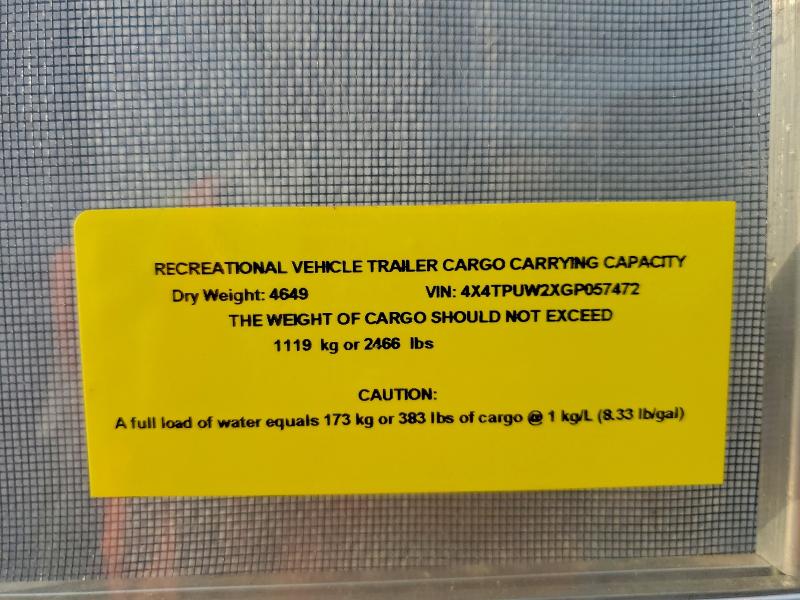 RECREATIONAL VEHICLE TRAILER CARGO CARRYING CAPACITY
Dry Weight: 4649 VIN: 4X4TPUW2XGP057472
THE WEIGHT OF CARGO SHOULD NOT EXCEED
1119 kg or 2466 lbs
CAUTION:
A full load of water equals 173 kg or 383 lbs of cargo @ 1 kg/L (8.33 lb/gal)